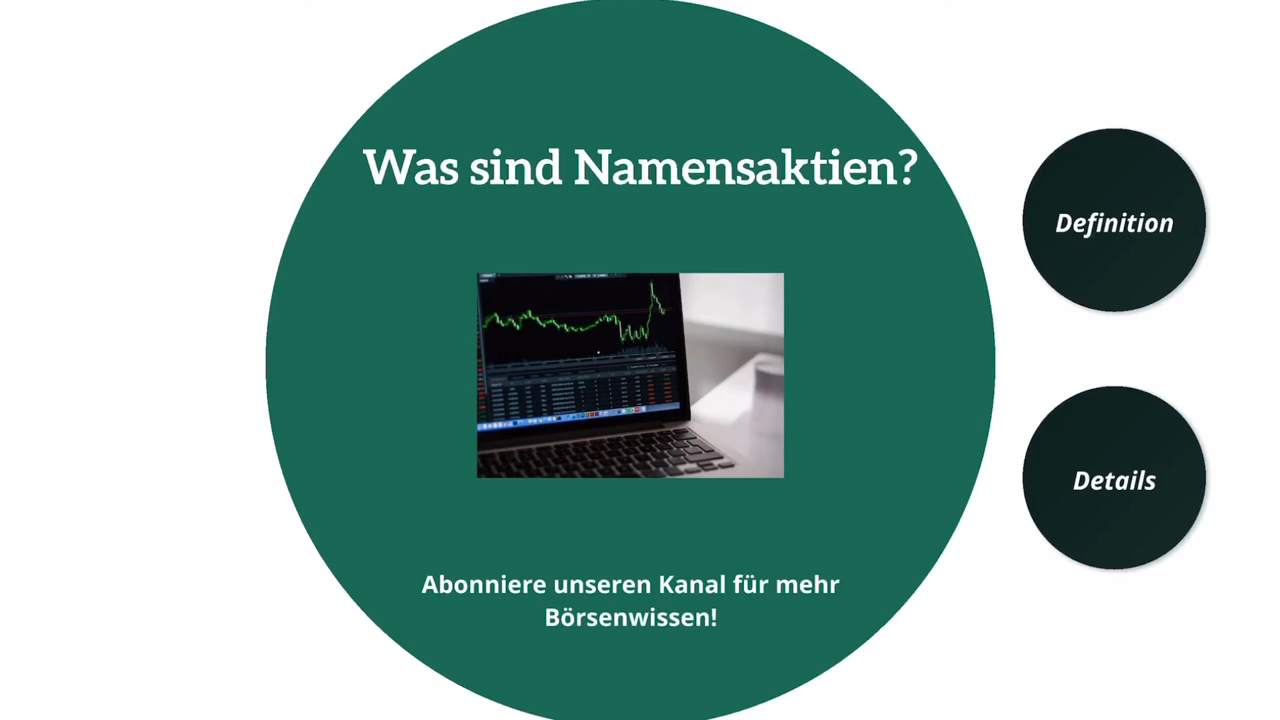 Was sind Namensaktien?
Definition
Details
Abonniere unseren Kanal für mehr
Börsenwissen!